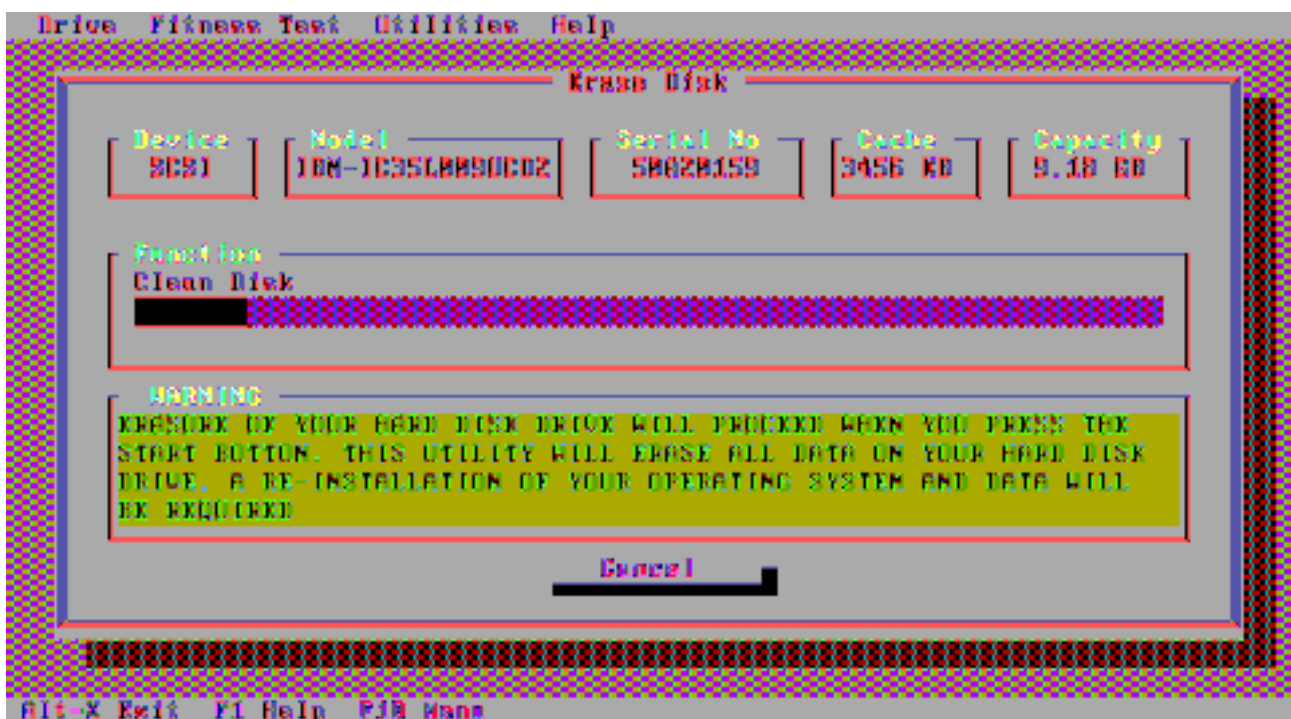 Drive Fitness Test Utilities Help
Erase Disk
Device Model Serial No Cache Capacity
SCSI IBM-IC35L009UCD2 3456 KB 9.18 GB
Function
Clean Disk
WARNING
ERASURE OF YOUR HARD DISK DRIVE WILL PROCEED WHEN YOU PRESS THE
START BUTTON. THIS UTILITY WILL ERASE ALL DATA ON YOUR HARD DISK
DRIVE. A RE-INSTALLATION OF YOUR OPERATING SYSTEM AND DATA WILL
BE REQUIRED
Cancel
Alt-X Exit F1 Help F10 Menu